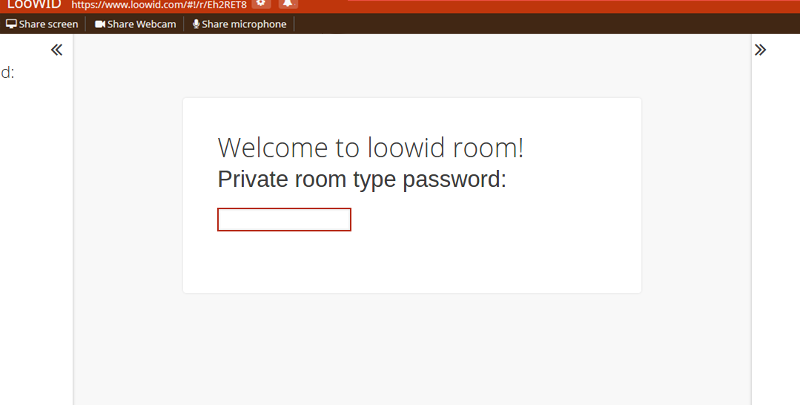 LooWID https://www.loowid.com/#!/r/Eh2RET8
Share screen Share Webcam Share microphone
d:
Welcome to loowid room!
Private room type password: